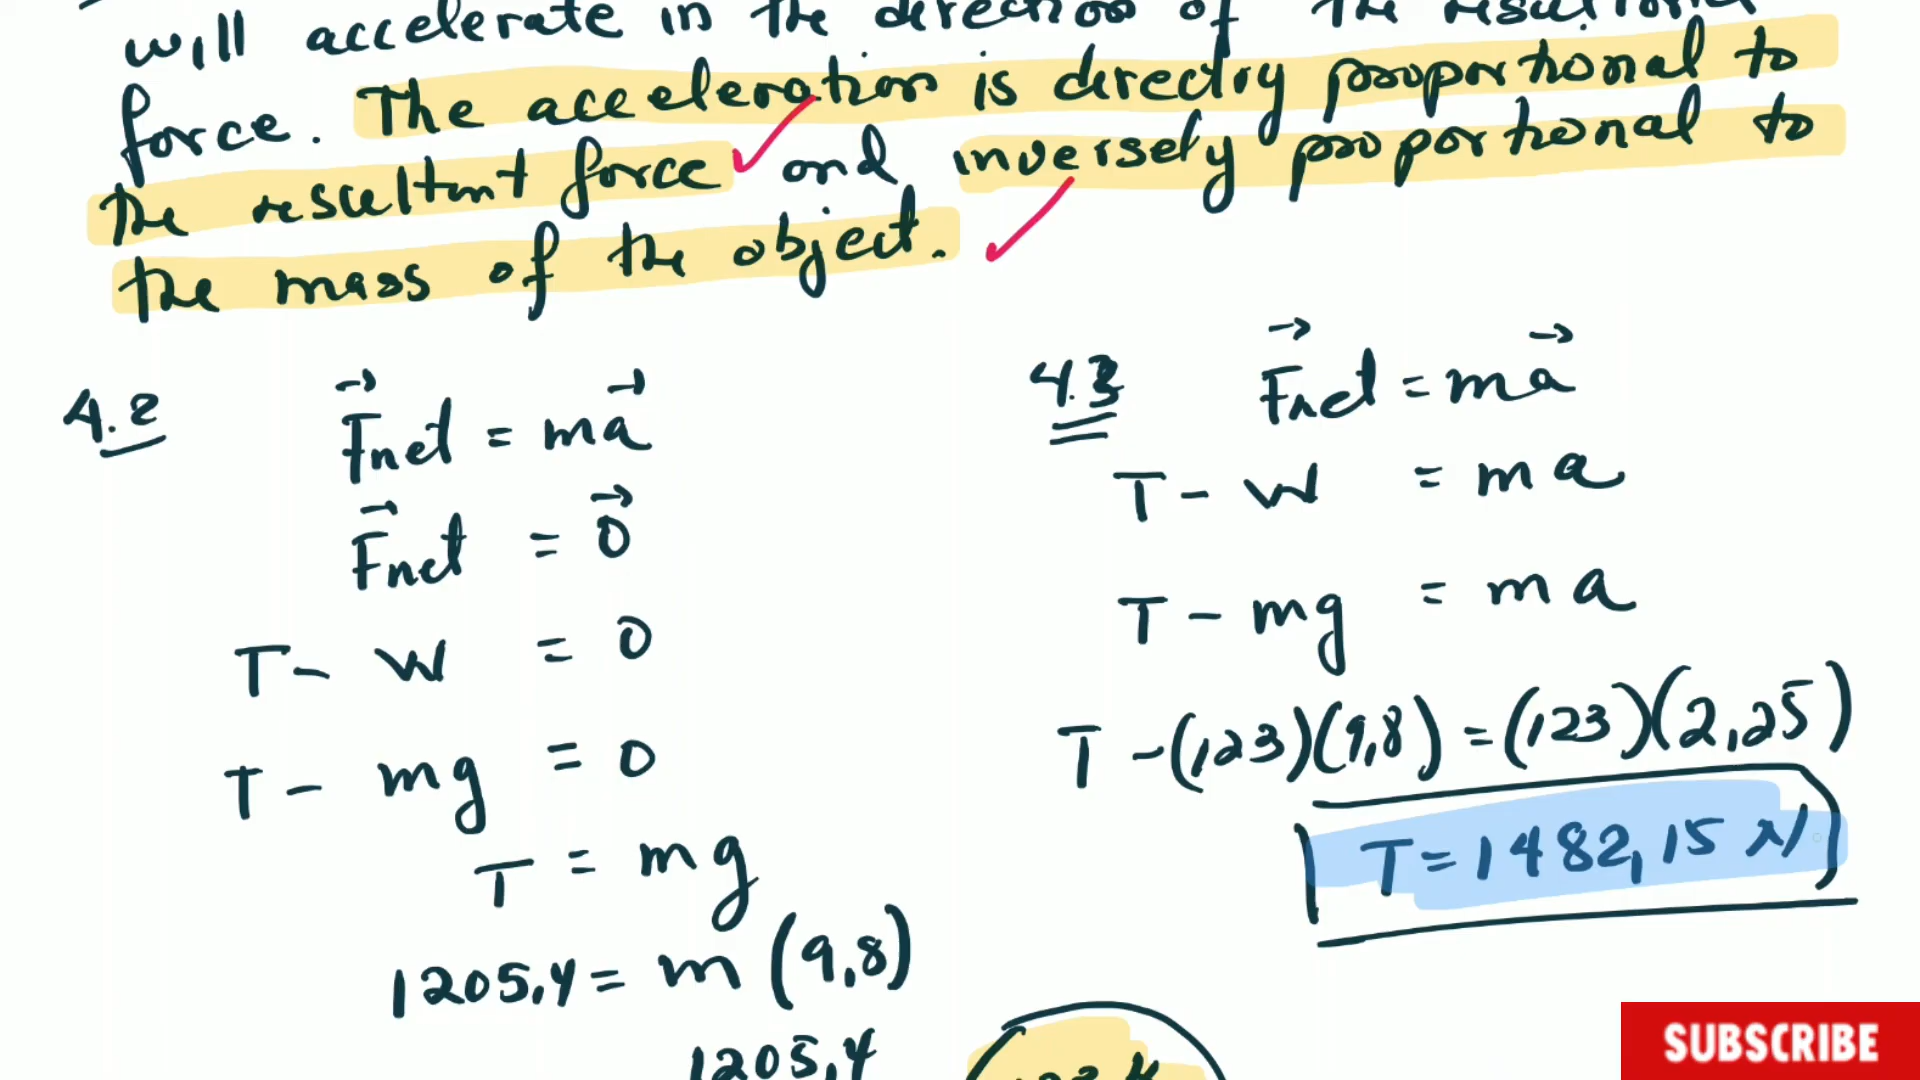 will accelerate in the direction of the resultant
force. The acceleration is directly proportional to
the resultant force and inversely proportional to
the mass of the object.
4.2
F⃗net = ma⃗
F⃗net = 0⃗
T - W = 0
T - mg = 0
T = mg
1205,4 = m (9,8)
1205,4
4.3
F⃗net = ma⃗
T - W = ma
T - mg = ma
T - (123)(9,8) = (123)(2,25)
T = 1482,15 N
SUBSCRIBE